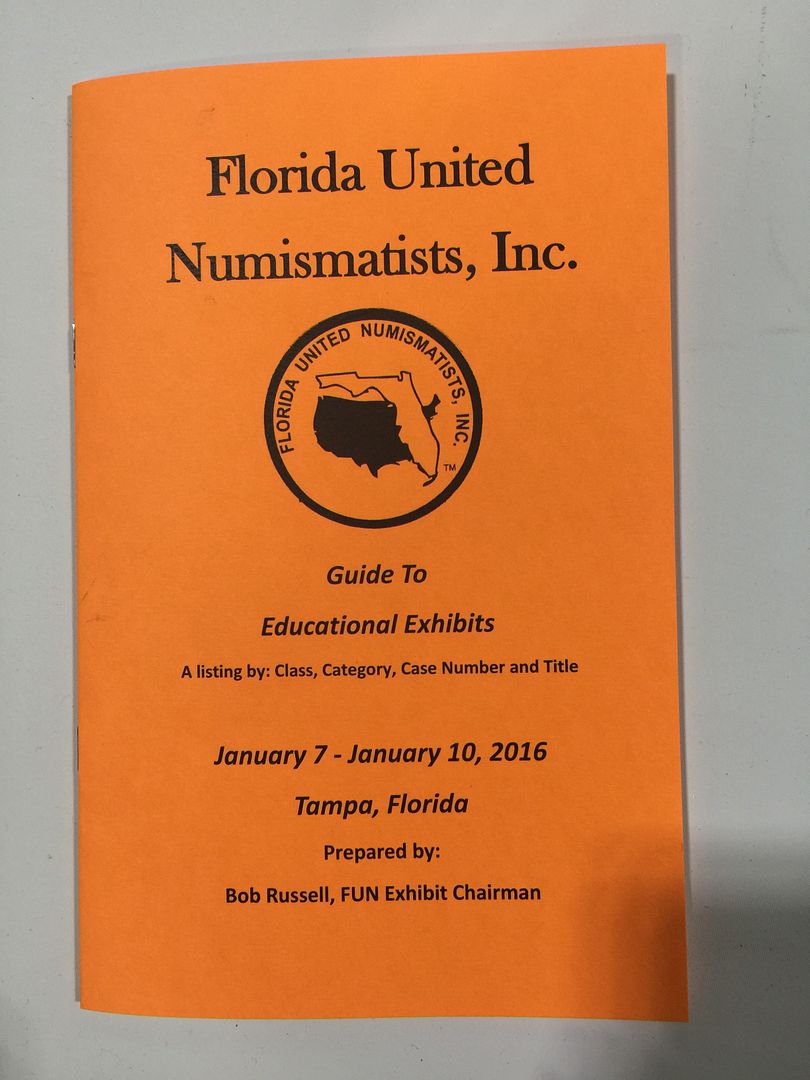 Florida United
Numismatists, Inc.
FLORIDA UNITED NUMISMATISTS, INC.
TM
Guide To
Educational Exhibits
A listing by: Class, Category, Case Number and Title
January 7 - January 10, 2016
Tampa, Florida
Prepared by:
Bob Russell, FUN Exhibit Chairman